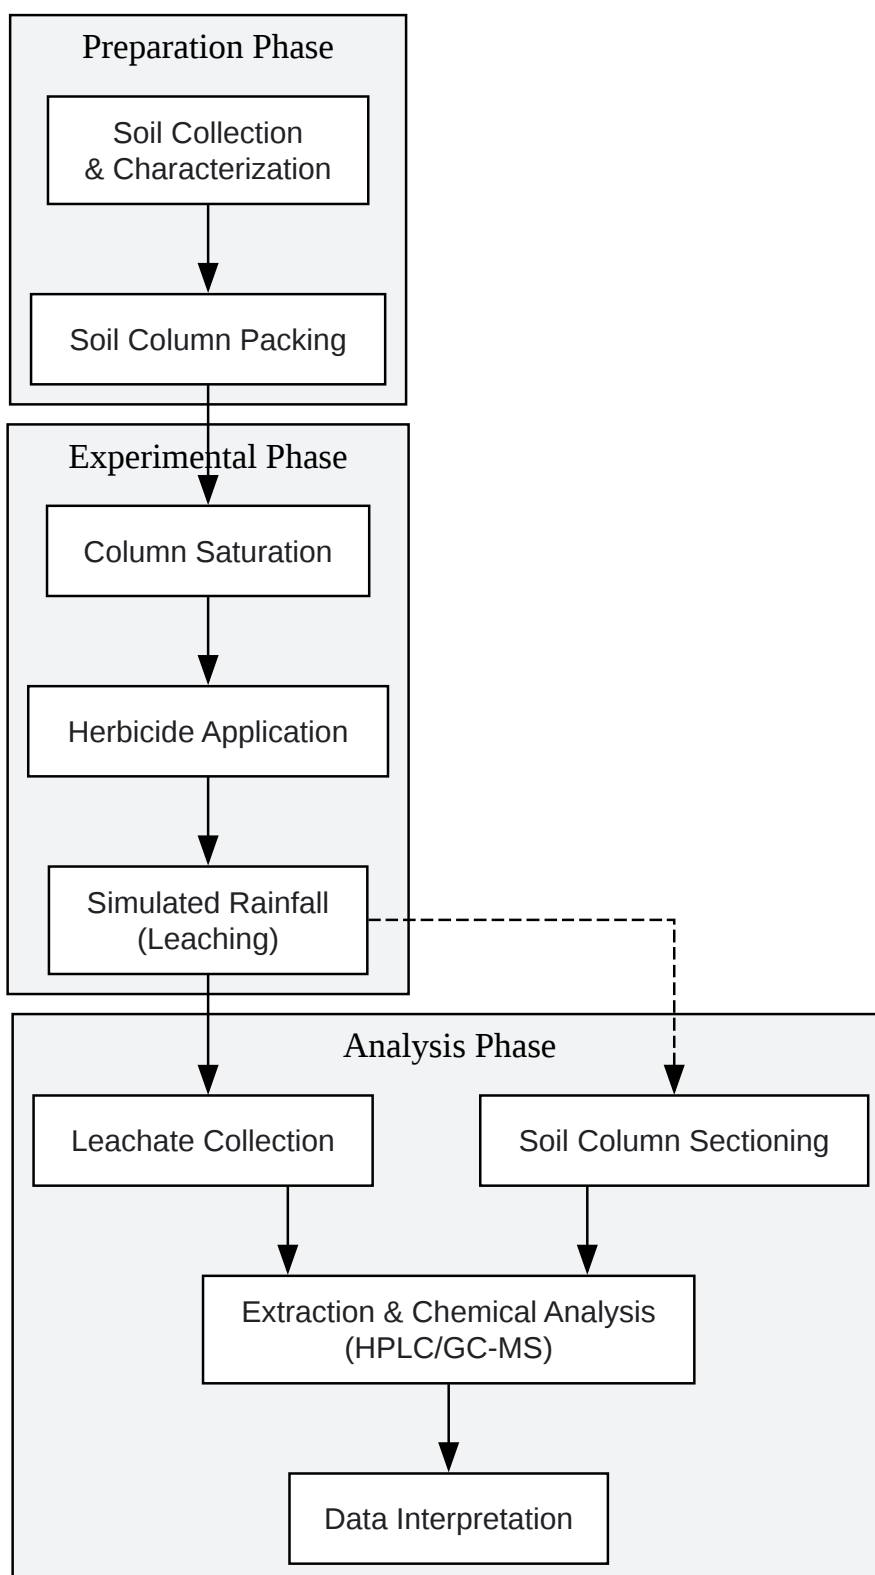 Preparation Phase
Soil Collection
& Characterization
Soil Column Packing
Experimental Phase
Column Saturation
Herbicide Application
Simulated Rainfall
(Leaching)
Analysis Phase
Leachate Collection
Soil Column Sectioning
Extraction & Chemical Analysis
(HPLC/GC-MS)
Data Interpretation